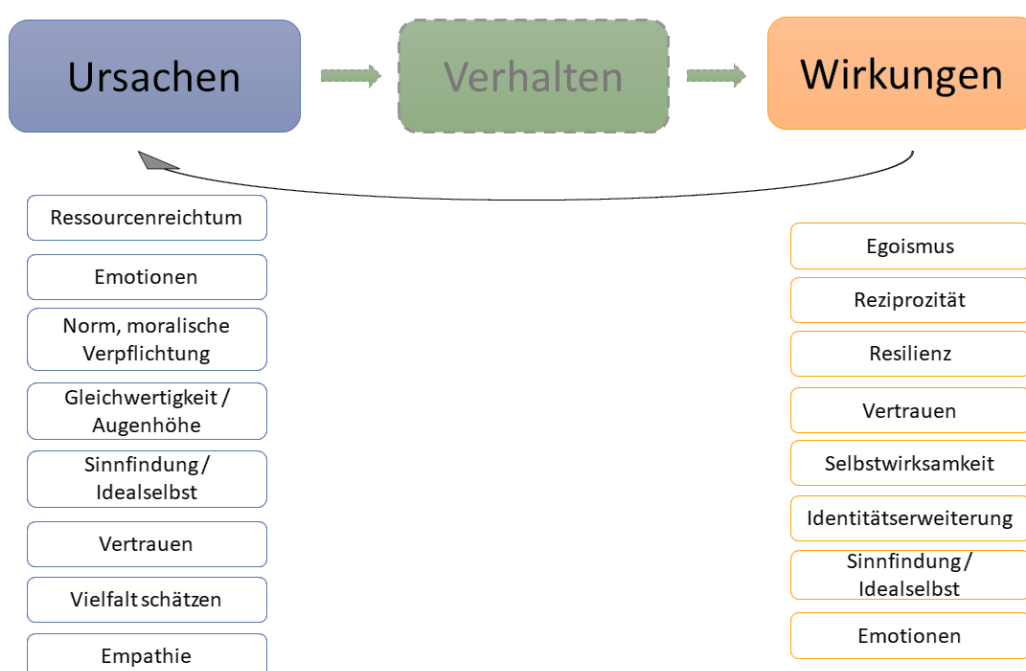 Ursachen
Verhalten
Wirkungen
Ressourcenreichtum
Emotionen
Norm, moralische
Verpflichtung
Gleichwertigkeit /
Augenhöhe
Sinnfindung /
Idealselbst
Vertrauen
Vielfalt schätzen
Empathie
Egoismus
Reziprozität
Resilienz
Vertrauen
Selbstwirksamkeit
Identitätserweiterung
Sinnfindung /
Idealselbst
Emotionen